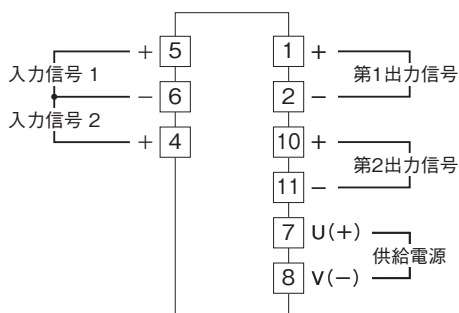 入力信号 1
入力信号 2
+ 5
− 6
+ 4
1 +
2 −
第1出力信号
10 +
11 −
第2出力信号
7 U(+)
8 V(−)
供給電源